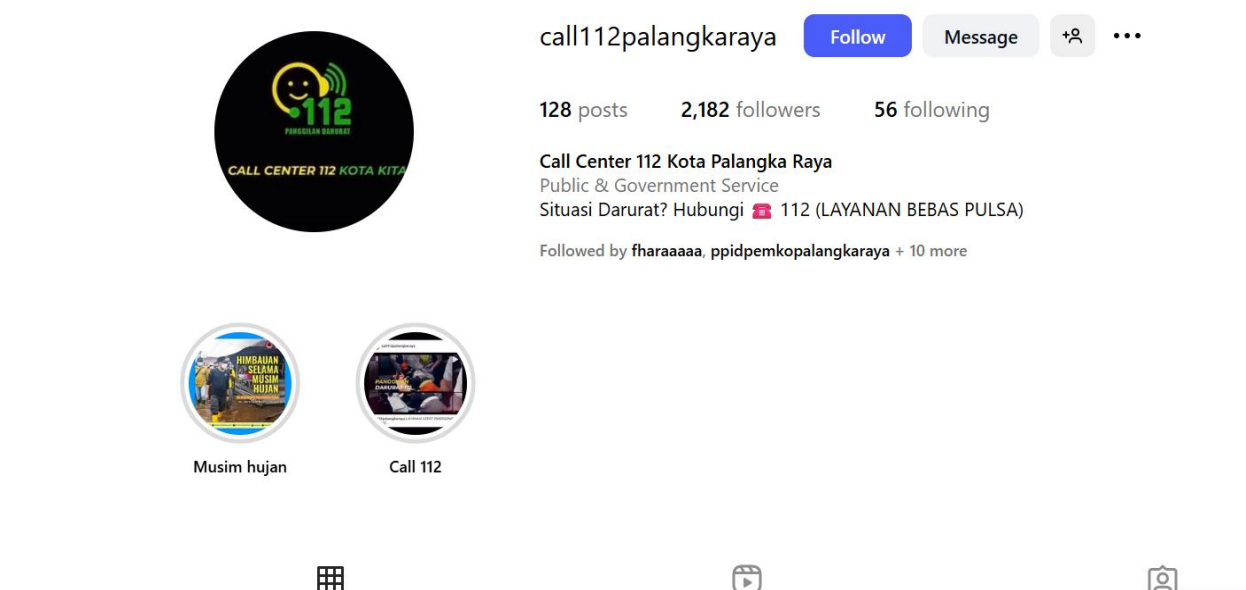 call112palangkaraya
Follow
Message
128 posts
2,182 followers
56 following
Call Center 112 Kota Palangka Raya
Public & Government Service
Situasi Darurat? Hubungi ☎️ 112 (LAYANAN BEBAS PULSA)
Followed by fharaaaaa, ppidpemkopalangkaraya + 10 more
112
PANGGILAN DARURAT
CALL CENTER 112 KOTA KITA
HIMBAUAN
SELAMA
MUSIM
HUJAN
Musim hujan
Call 112